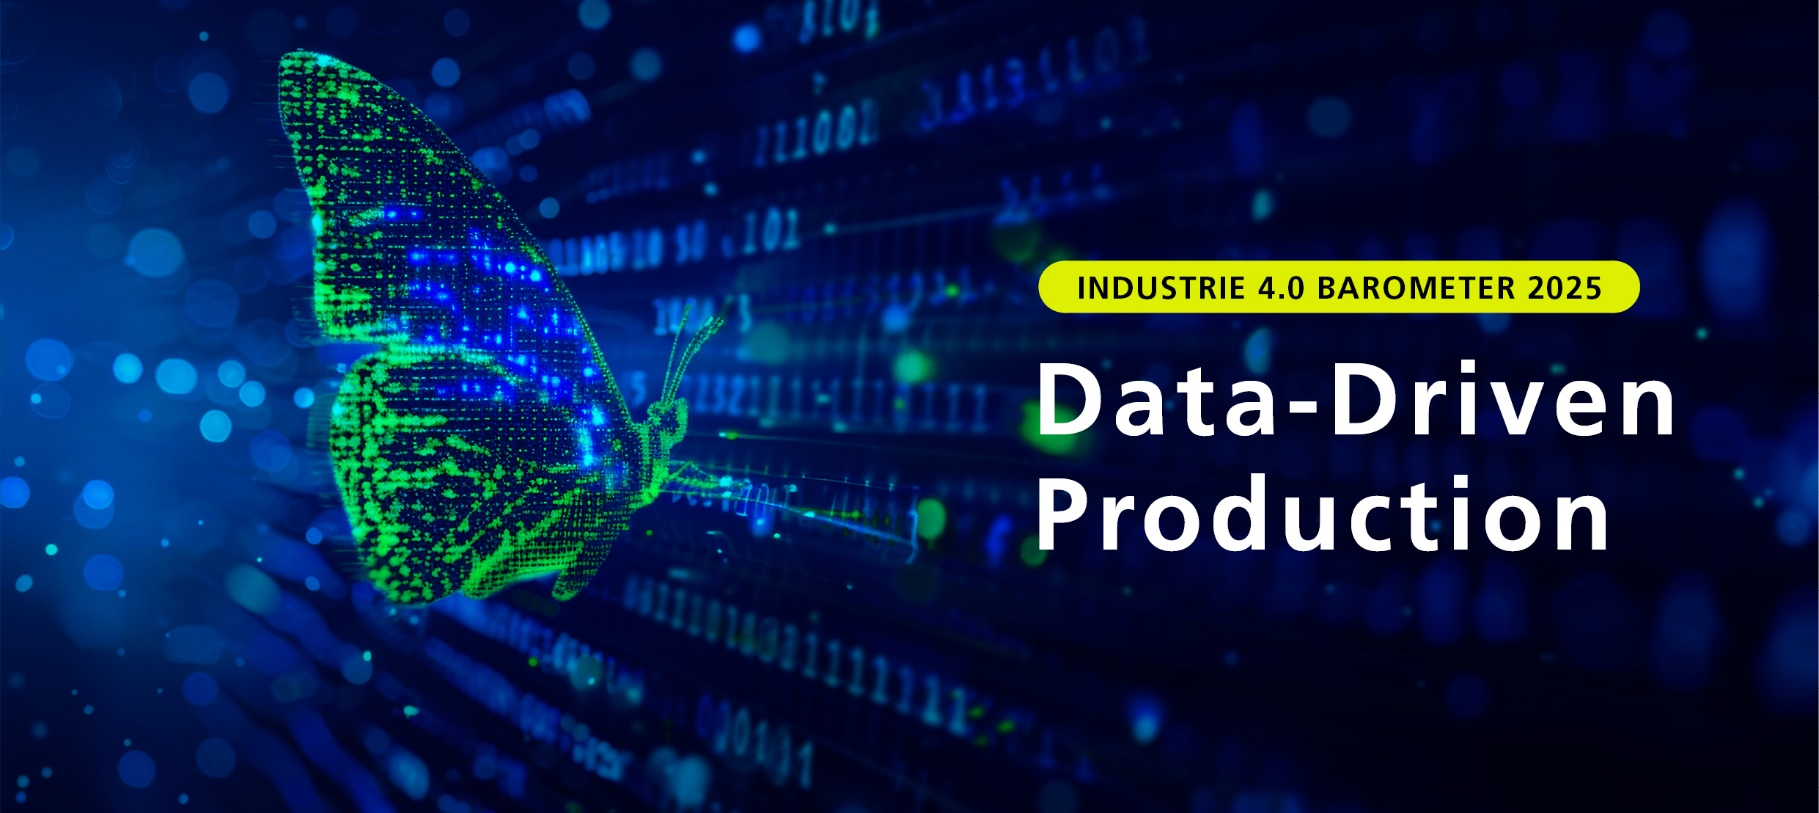 INDUSTRIE 4.0 BAROMETER 2025
Data-Driven
Production